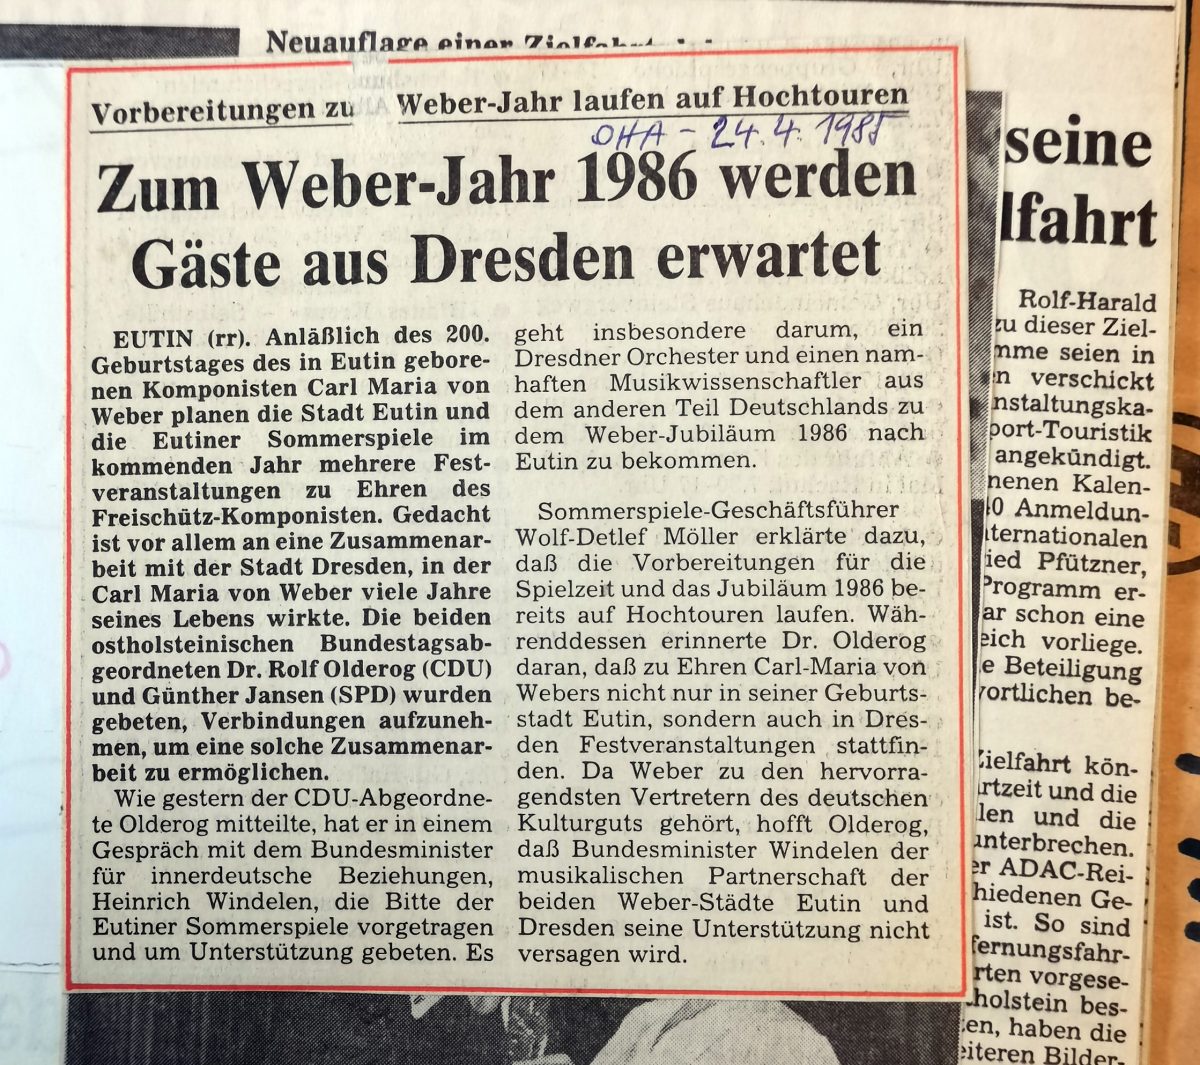 Neuauflage einer Zielfahrt
Vorbereitungen zu Weber-Jahr laufen auf Hochtouren
OHA - 24.4.1985
Zum Weber-Jahr 1986 werden
Gäste aus Dresden erwartet
EUTIN (rr). Anläßlich des 200.
Geburtstages des in Eutin gebore-
nen Komponisten Carl Maria von
Weber planen die Stadt Eutin und
die Eutiner Sommerspiele im
kommenden Jahr mehrere Fest-
veranstaltungen zu Ehren des
Freischütz-Komponisten. Gedacht
ist vor allem an eine Zusammenar-
beit mit der Stadt Dresden, in der
Carl Maria von Weber viele Jahre
seines Lebens wirkte. Die beiden
ostholsteinischen Bundestagsab-
geordneten Dr. Rolf Olderog (CDU)
und Günther Jansen (SPD) wurden
gebeten, Verbindungen aufzuneh-
men, um eine solche Zusammenar-
beit zu ermöglichen.
Wie gestern der CDU-Abgeordne-
te Olderog mitteilte, hat er in einem
Gespräch mit dem Bundesminister
für innerdeutsche Beziehungen,
Heinrich Windelen, die Bitte der
Eutiner Sommerspiele vorgetragen
und um Unterstützung gebeten. Es
geht insbesondere darum, ein
Dresdner Orchester und einen nam-
haften Musikwissenschaftler aus
dem anderen Teil Deutschlands zu
dem Weber-Jubiläum 1986 nach
Eutin zu bekommen.
Sommerspiele-Geschäftsführer
Wolf-Detlef Möller erklärte dazu,
daß die Vorbereitungen für die
Spielzeit und das Jubiläum 1986 be-
reits auf Hochtouren laufen. Wäh-
renddessen erinnerte Dr. Olderog
daran, daß zu Ehren Carl-Maria von
Webers nicht nur in seiner Geburts-
stadt Eutin, sondern auch in Dres-
den Festveranstaltungen stattfin-
den. Da Weber zu den hervorra-
gendsten Vertretern des deutschen
Kulturguts gehört, hofft Olderog,
daß Bundesminister Windelen der
musikalischen Partnerschaft der
beiden Weber-Städte Eutin und
Dresden seine Unterstützung nicht
versagen wird.
seine
lfahrt
Rolf-Harald
zu dieser Ziel-
mme seien in
n verschickt
nstaltungska-
port-Touristik
angekündigt.
nenen Kalen-
0 Anmeldun-
ternationalen
ied Pfützner,
Programm er-
ar schon eine
eich vorliege.
e Beteiligung
vortlichen be-
Zielfahrt kön-
rtzeit und die
len und die
unterbrechen.
er ADAC-Rei-
hiedenen Ge-
ist. So sind
fernungsfahr-
rten vorgese-
holstein bes-
en, haben die
eiteren Bilder-